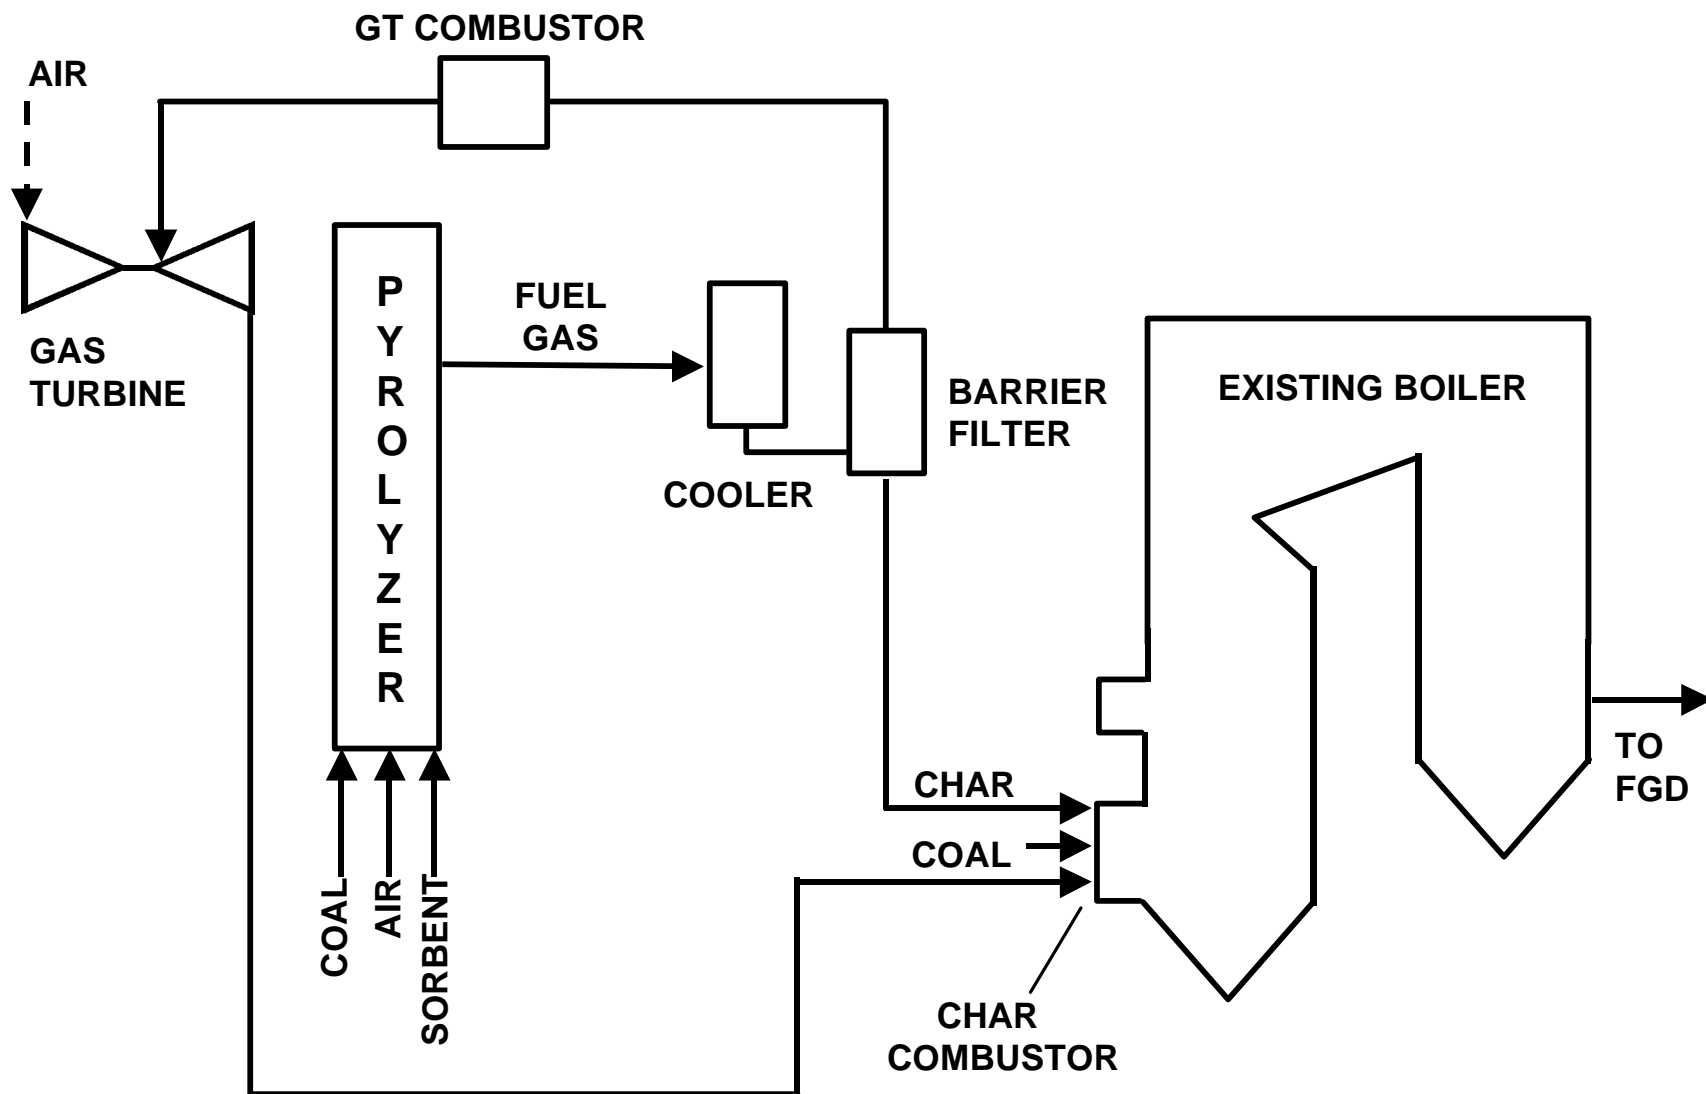 GT COMBUSTOR
AIR
GAS
TURBINE
PYROLYZER
FUEL
GAS
COOLER
BARRIER
FILTER
EXISTING BOILER
CHAR
COAL
TO
FGD
COAL
AIR
SORBENT
CHAR
COMBUSTOR